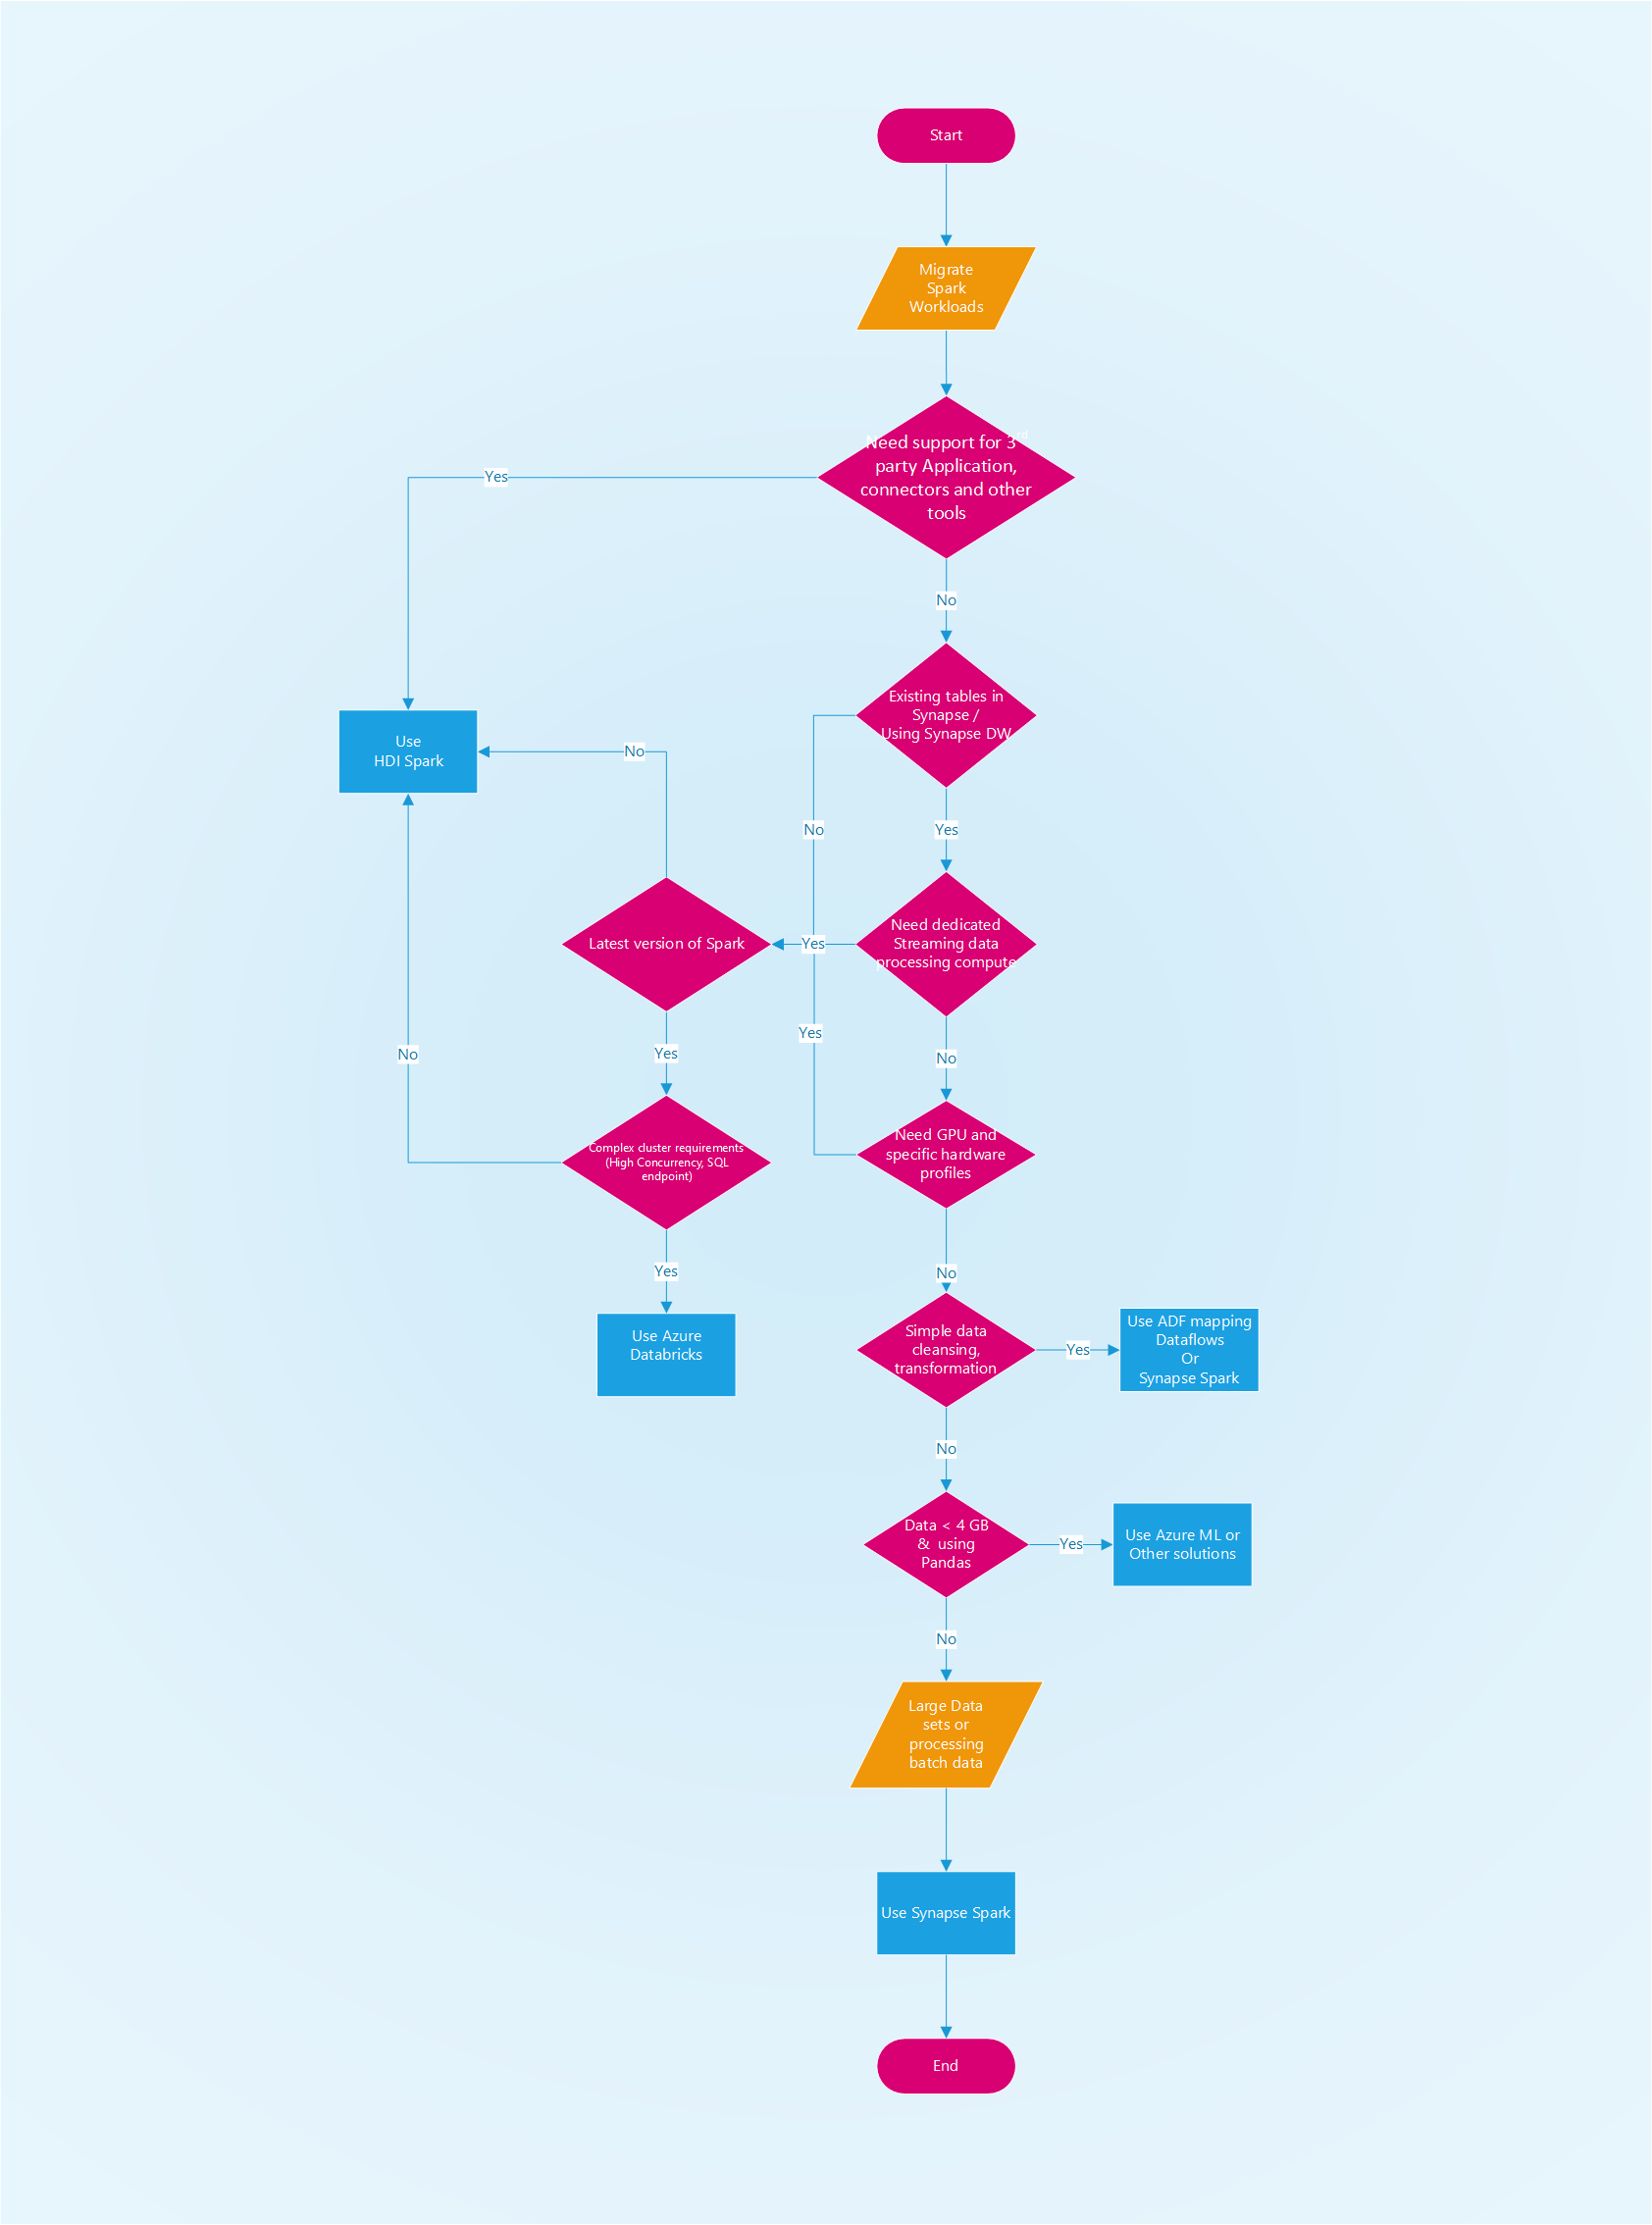 Start
Migrate
Spark
Workloads
Need support for 3rd
party Application,
connectors and other
tools
Yes
No
Existing tables in
Synapse /
Using Synapse DW
Use
HDI Spark
No
No
Yes
Need dedicated
Streaming data
processing compute
Yes
Latest version of Spark
Yes
Yes
No
No
Need GPU and
specific hardware
profiles
Complex cluster requirements
(High Concurrency, SQL
endpoint)
Yes
No
Use Azure
Databricks
Simple data
cleansing,
transformation
Yes
Use ADF mapping
Dataflows
Or
Synapse Spark
No
Data < 4 GB
& using
Pandas
Yes
Use Azure ML or
Other solutions
No
Large Data
sets or
processing
batch data
Use Synapse Spark
End